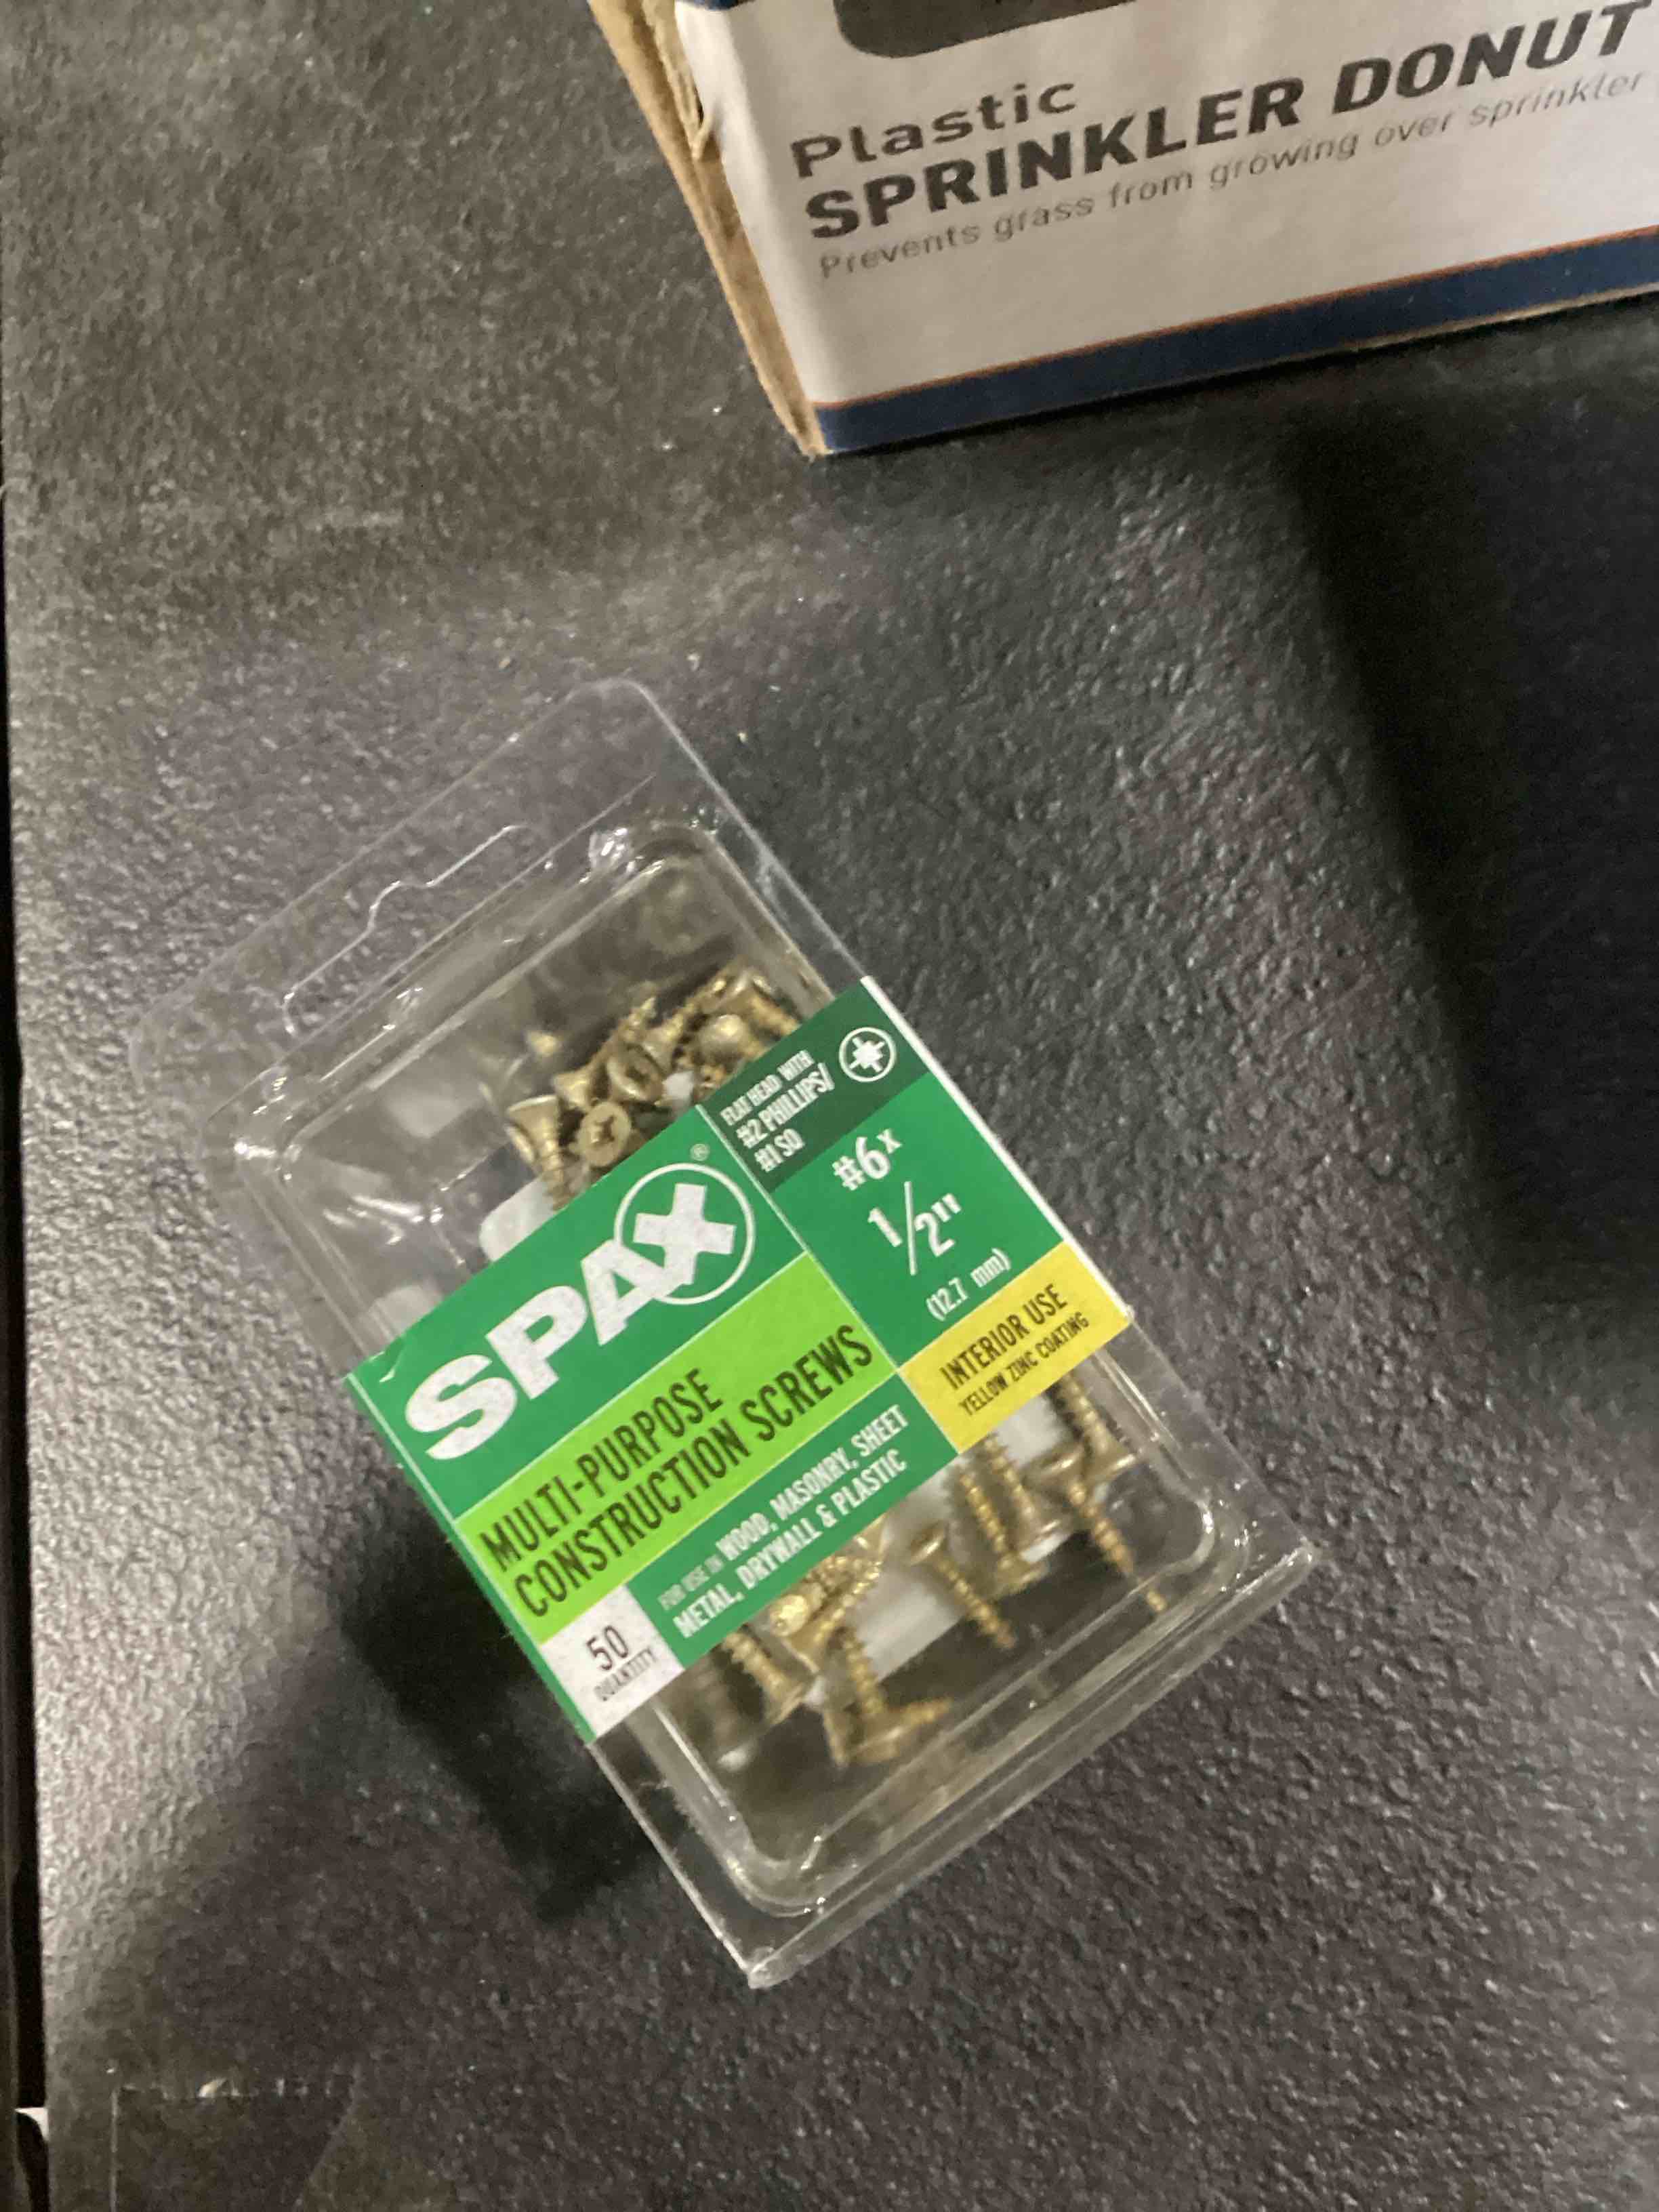 Plastic
SPRINKLER DONUT
Prevents grass from growing over sprinkler
FLAT HEAD WITH
#2 PHILLIPS/
#1 SQ
SPAX®
#6 x
1/2"
(12.7 mm)
MULTI-PURPOSE
CONSTRUCTION SCREWS
INTERIOR USE
YELLOW ZINC COATING
FOR USE IN WOOD, MASONRY, SHEET
METAL, DRYWALL & PLASTIC
50
QUANTITY